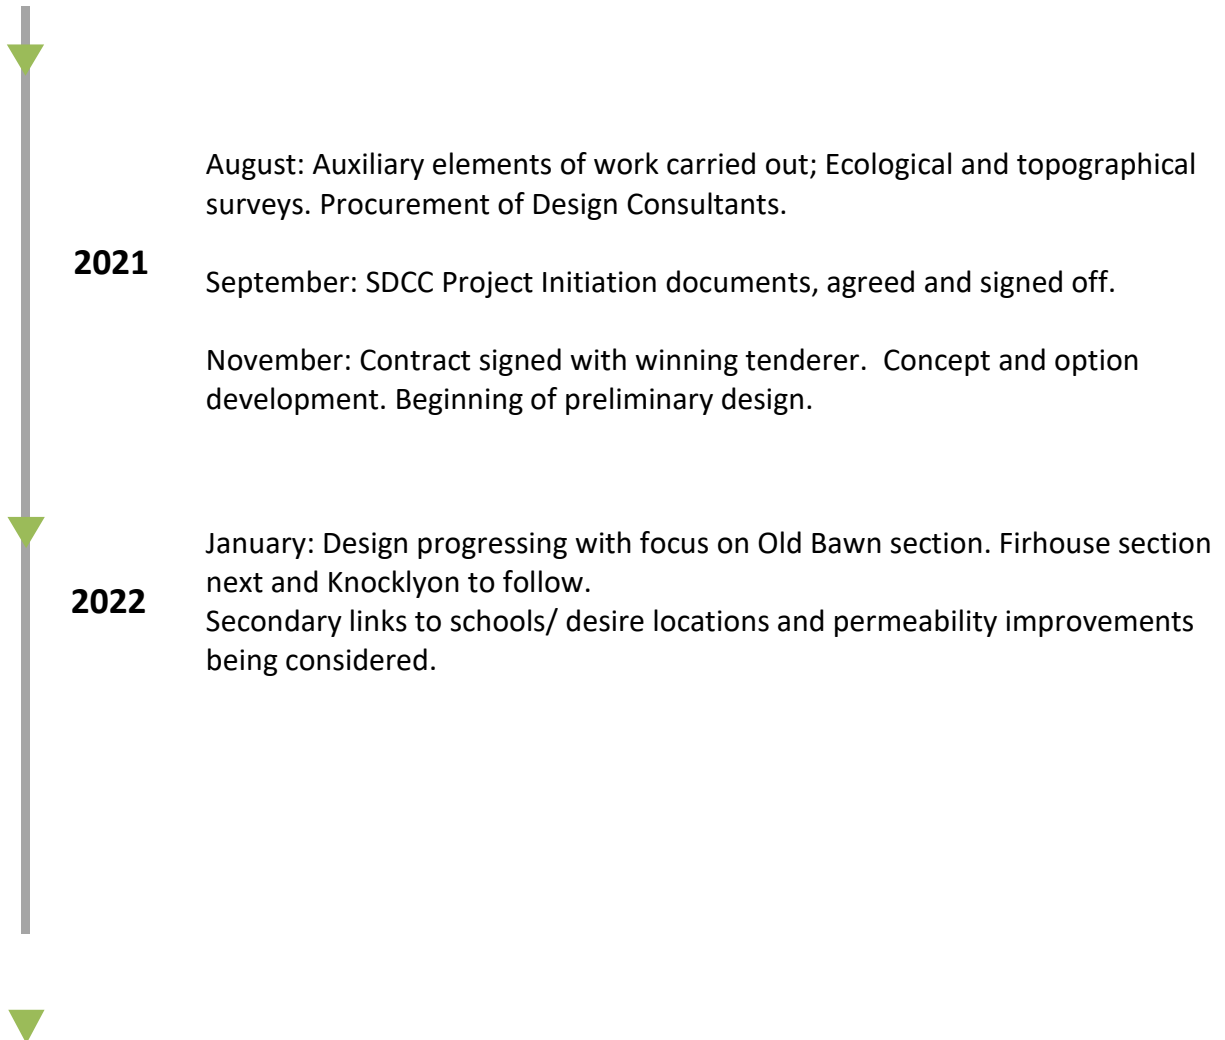 August: Auxiliary elements of work carried out; Ecological and topographical
surveys. Procurement of Design Consultants.
2021
September: SDCC Project Initiation documents, agreed and signed off.
November: Contract signed with winning tenderer.  Concept and option
development. Beginning of preliminary design.
January: Design progressing with focus on Old Bawn section. Firhouse section
next and Knocklyon to follow.
2022
Secondary links to schools/ desire locations and permeability improvements
being considered.